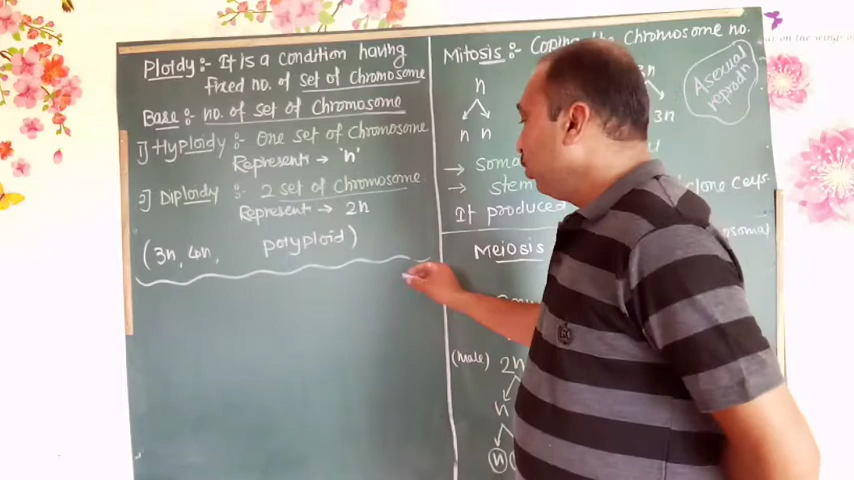 Ploidy :- It is a condition having
fixed no. of set of chromosome
Base :- no. of set of chromosome
1] Hyploidy :- One set of chromosome
Represent → 'n'
2] Diploidy :- 2 set of chromosome
Represent → 2n
(3n, 4n, polyploid)
Mitosis :- Coping the Chromosome no.
n
n n
3n
Asexual
reprodn
→ Soma
→ stem
clone cells
It produced
Meiosis
(male) 2n
n
n